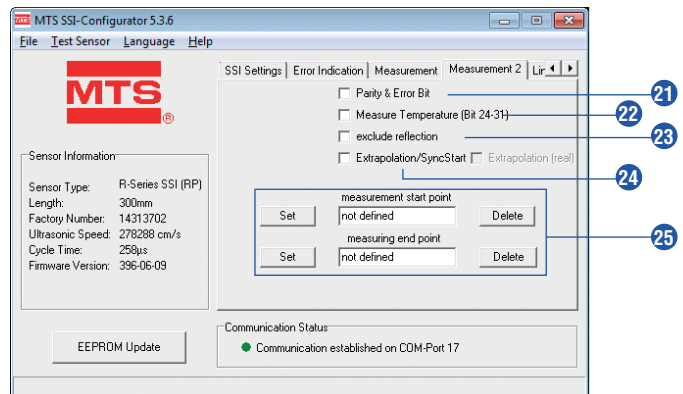 MTS SSI-Configurator 5.3.6
File Test Sensor Language Help
MTS
®
SSI Settings Error Indication Measurement Measurement 2 Lir
Parity & Error Bit
21
Measure Temperature (Bit 24-31)
22
exclude reflection
23
Extrapolation/SyncStart Extrapolation (real)
24
Sensor Information
Sensor Type: R-Series SSI (RP)
Length: 300mm
Factory Number: 14313702
Ultrasonic Speed: 278288 cm/s
Cycle Time: 258µs
Firmware Version: 396-06-09
measurement start point
Set not defined Delete
measuring end point
Set not defined Delete
25
EEPROM Update
Communication Status
Communication established on COM-Port 17